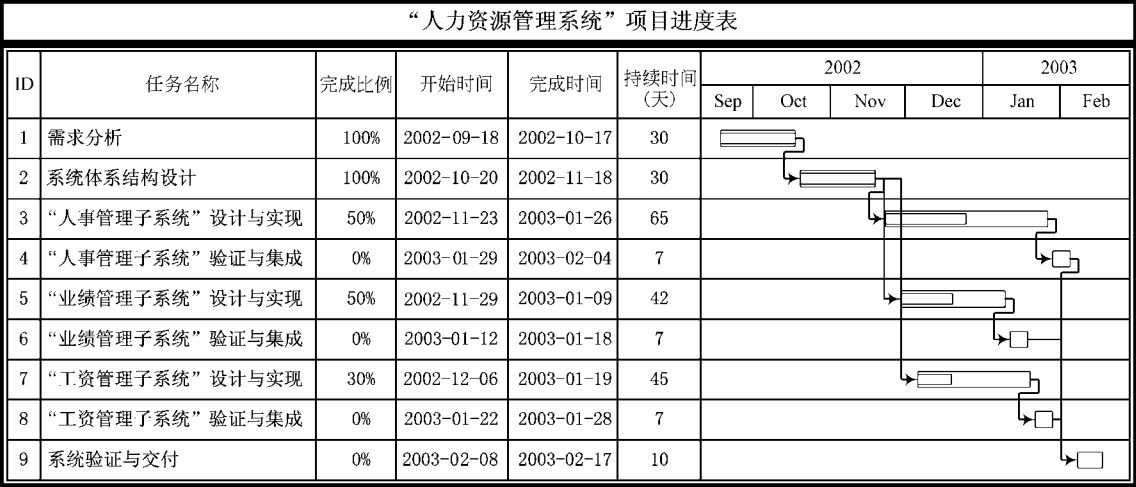 “人力资源管理系统”项目进度表
ID 任务名称 完成比例 开始时间 完成时间 持续时间(天) 2002 2003
Sep Oct Nov Dec Jan Feb
1 需求分析 100% 2002-09-18 2002-10-17 30
2 系统体系结构设计 100% 2002-10-20 2002-11-18 30
3 “人事管理子系统”设计与实现 50% 2002-11-23 2003-01-26 65
4 “人事管理子系统”验证与集成 0% 2003-01-29 2003-02-04 7
5 “业绩管理子系统”设计与实现 50% 2002-11-29 2003-01-09 42
6 “业绩管理子系统”验证与集成 0% 2003-01-12 2003-01-18 7
7 “工资管理子系统”设计与实现 30% 2002-12-06 2003-01-19 45
8 “工资管理子系统”验证与集成 0% 2003-01-22 2003-01-28 7
9 系统验证与交付 0% 2003-02-08 2003-02-17 10